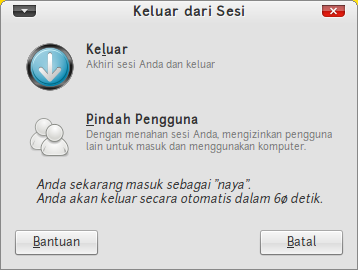 Keluar dari Sesi
Keluar
Akhiri sesi Anda dan keluar
Pindah Pengguna
Dengan menahan sesi Anda, mengizinkan pengguna
lain untuk masuk dan menggunakan komputer.
Anda sekarang masuk sebagai "naya".
Anda akan keluar secara otomatis dalam 60 detik.
Bantuan
Batal